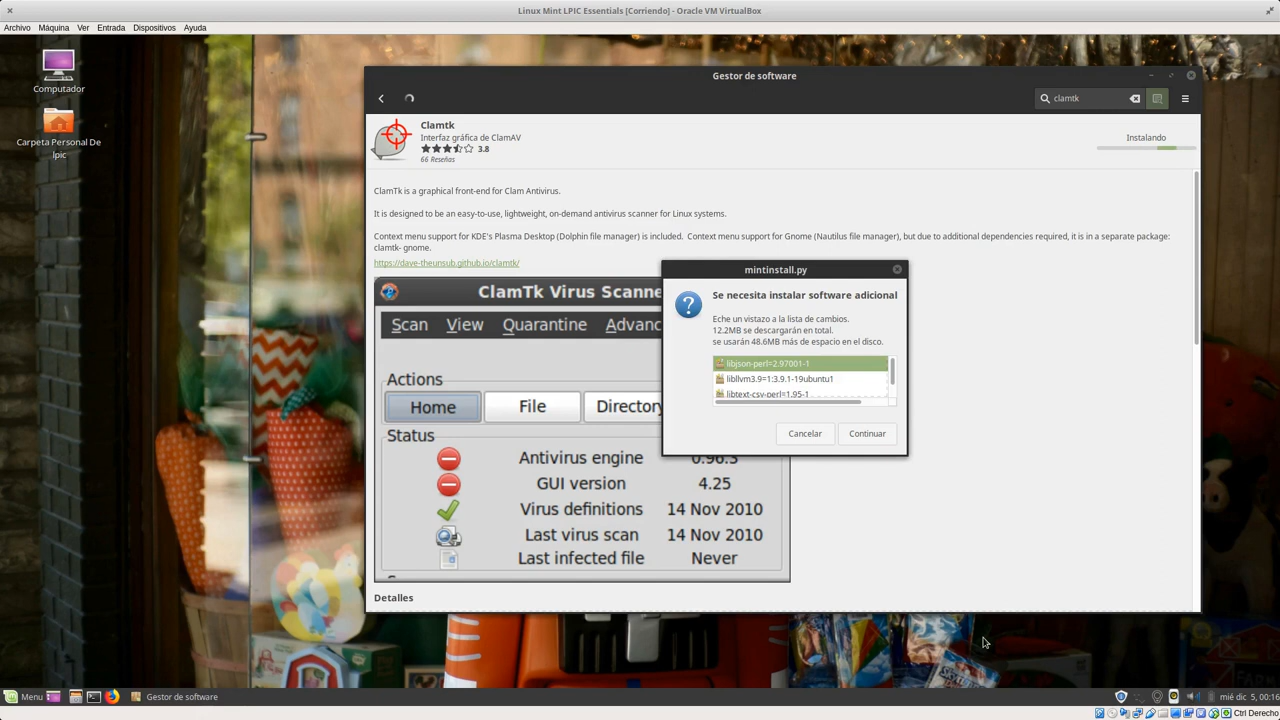 Linux Mint LPIC Essentials [Corriendo] - Oracle VM VirtualBox
Archivo Máquina Ver Entrada Dispositivos Ayuda
Computador
Carpeta Personal De
lpic
Gestor de software
clamtk
Clamtk
Interfaz gráfica de ClamAV
3.8
66 Reseñas
Instalando
ClamTk is a graphical front-end for Clam Antivirus.
It is designed to be an easy-to-use, lightweight, on-demand antivirus scanner for Linux systems.
Context menu support for KDE's Plasma Desktop (Dolphin file manager) is included. Context menu support for Gnome (Nautilus file manager), but due to additional dependencies required, it is in a separate package:
clamtk- gnome.
https://dave-theunsub.github.io/clamtk/
ClamTk Virus Scanne
Scan View Quarantine Advanc
Actions
Home File Directory
Status
Antivirus engine 0.96.3
GUI version 4.25
Virus definitions 14 Nov 2010
Last virus scan 14 Nov 2010
Last infected file Never
mintinstall.py
Se necesita instalar software adicional
Eche un vistazo a la lista de cambios.
12.2MB se descargarán en total.
se usarán 48.6MB más de espacio en el disco.
libjson-perl=2.97001-1
libllvm3.9=1:3.9.1-19ubuntu1
libtext-csv-perl=1.95-1
Cancelar Continuar
Detalles
Menu Gestor de software mié dic 5, 00:16
Ctrl Derecho